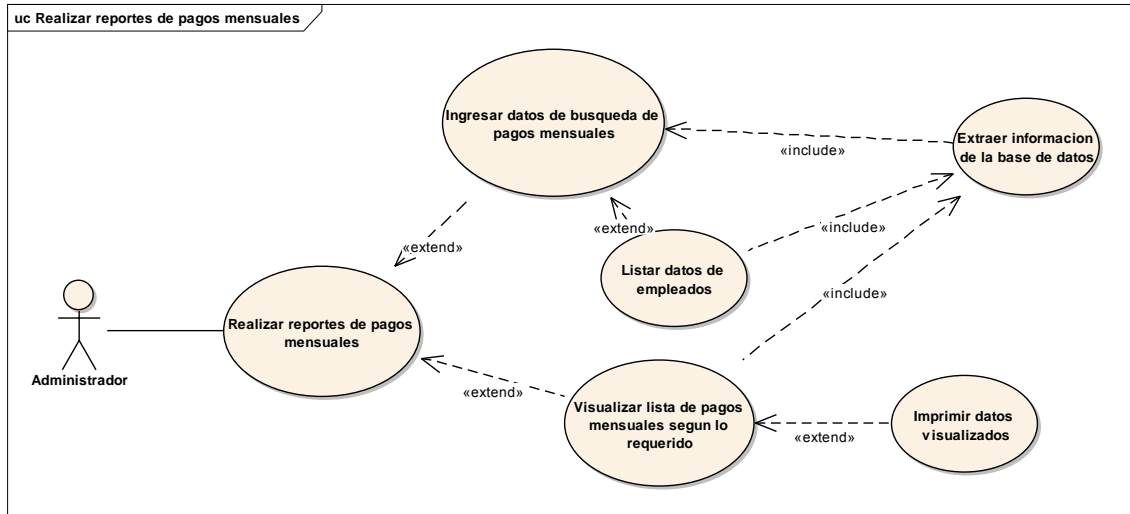 uc Realizar reportes de pagos mensuales
Ingresar datos de busqueda de
pagos mensuales
Extraer informacion
de la base de datos
«include»
«extend»
«include»
«extend»
Listar datos de
empleados
«include»
Realizar reportes de pagos
mensuales
Administrador
«extend»
Visualizar lista de pagos
mensuales segun lo
requerido
Imprimir datos
visualizados
«extend»